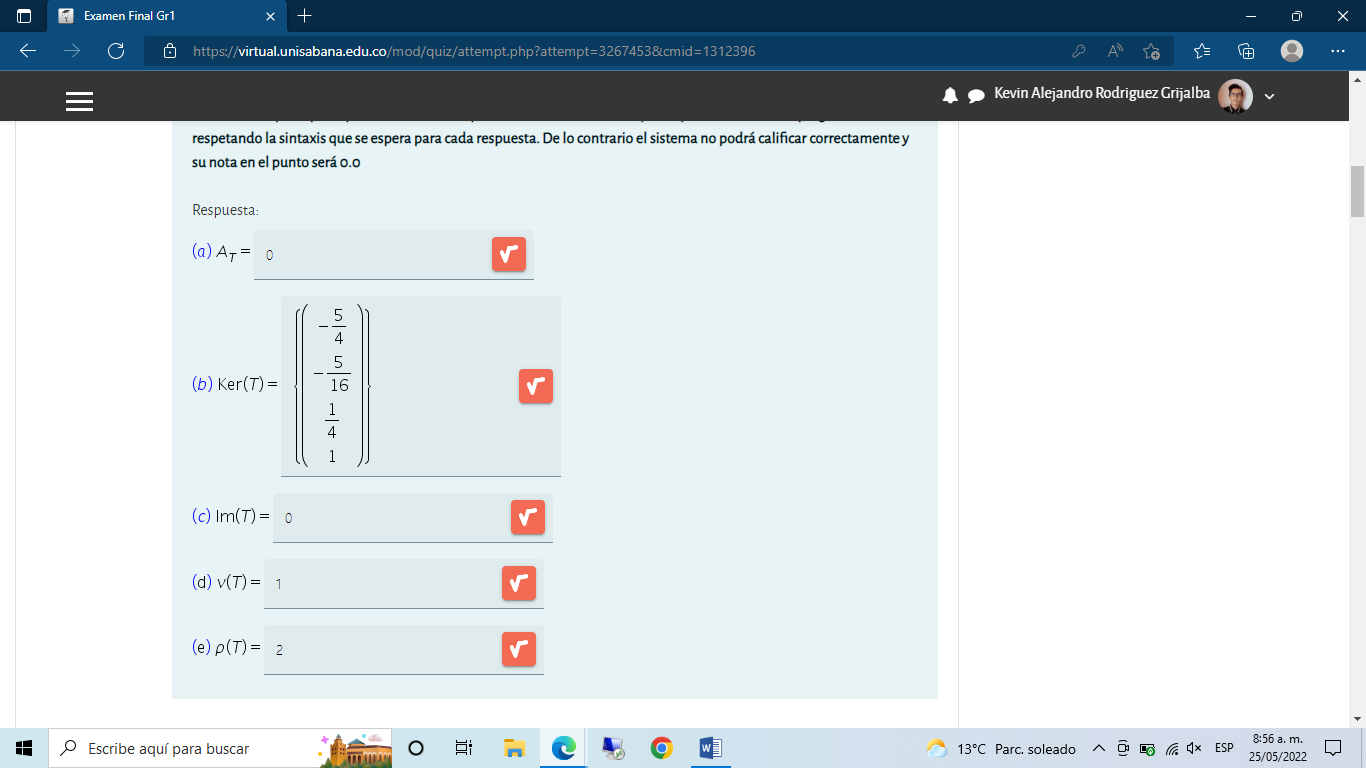 Examen Final Gr1
https://virtual.unisabana.edu.co/mod/quiz/attempt.php?attempt=3267453&cmid=1312396
Kevin Alejandro Rodriguez Grijalba
respetando la sintaxis que se espera para cada respuesta. De lo contrario el sistema no podrá calificar correctamente y
su nota en el punto será 0.0
Respuesta:
(a) A_T = 0
(b) Ker(T) = {(-5/4
-5/16
1/4
1)}
(c) Im(T) = 0
(d) ν(T) = 1
(e) ρ(T) = 2
Escribe aquí para buscar
13°C Parc. soleado
ESP
8:56 a. m.
25/05/2022